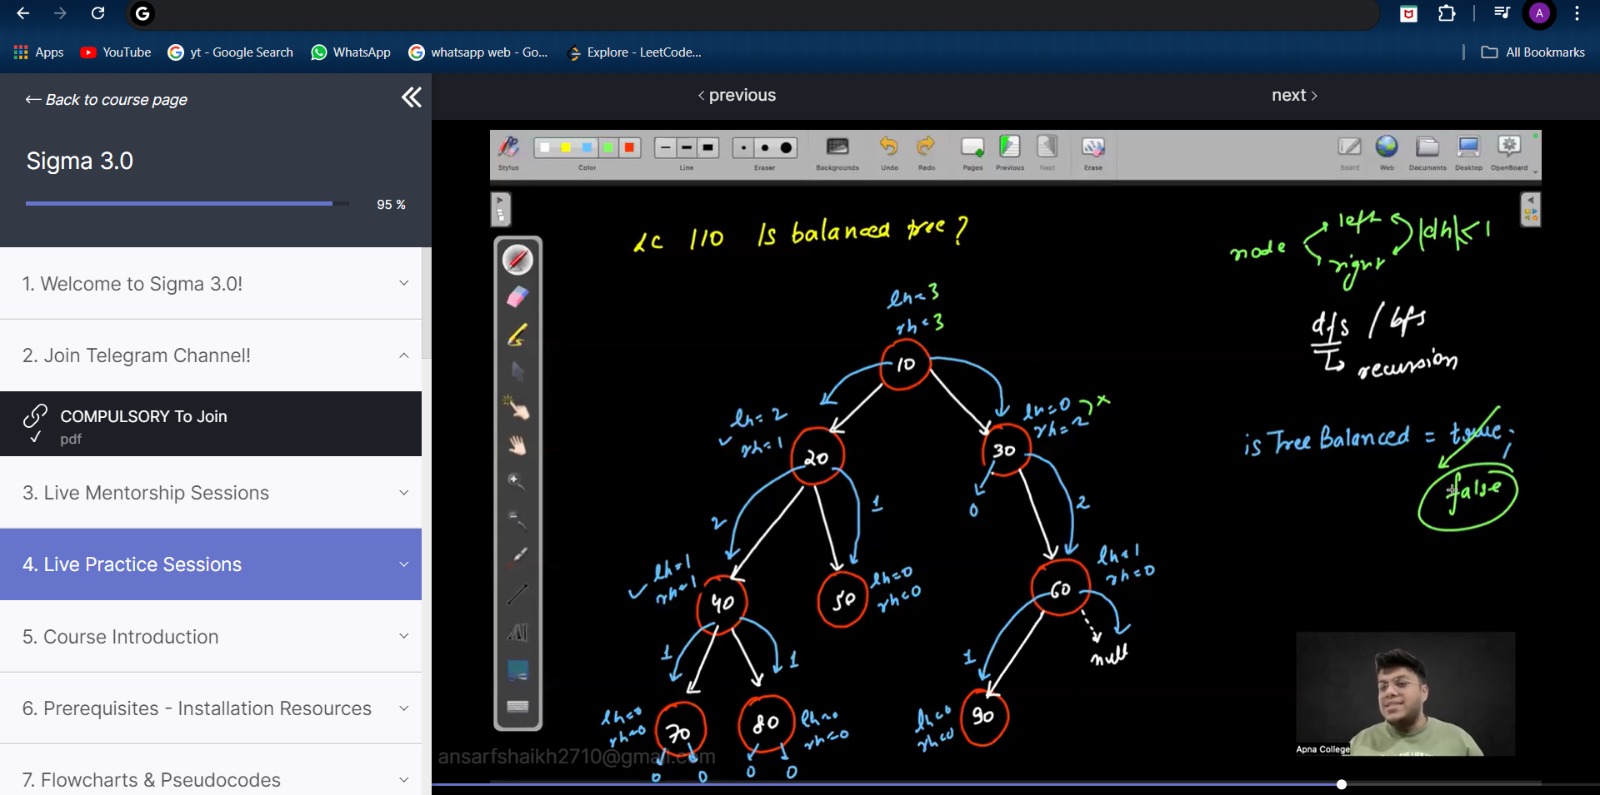 G
A
Apps
YouTube
yt - Google Search
WhatsApp
whatsapp web - Go...
Explore - LeetCode...
All Bookmarks
← Back to course page
Sigma 3.0
95 %
1. Welcome to Sigma 3.0!
2. Join Telegram Channel!
COMPULSORY To Join
pdf
3. Live Mentorship Sessions
4. Live Practice Sessions
5. Course Introduction
6. Prerequisites - Installation Resources
7. Flowcharts & Pseudocodes
‹ previous
next ›
Stylus
Color
Line
Eraser
Backgrounds
Undo
Redo
Pages
Previous
Next
Erase
Board
Web
Documents
Desktop
OpenBoard
LC 110 Is balanced tree?
node
left
right
|dh|<1
dfs / bfs
recursion
isTreeBalanced = true;
false
lh=3
rh=3
10
lh=2
rh=1
20
lh=0
rh=2
x
30
2
1
0
2
lh=1
rh=1
40
50
lh=0
rh=0
60
lh=1
rh=0
1
1
1
null
lh=0
rh=0
70
80
lh=0
rh=0
lh=0
rh=0
90
0
0
0
0
ansarfshaikh2710@gmail.com
Apna College